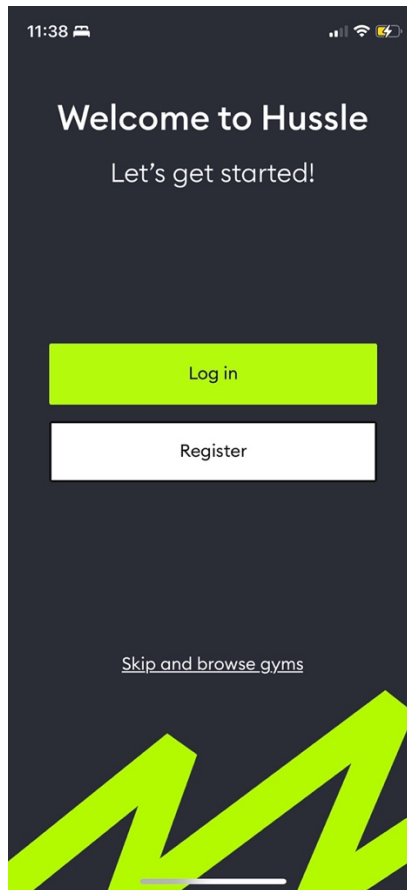 11:38
Welcome to Hussle
Let’s get started!
Log in
Register
Skip and browse gyms